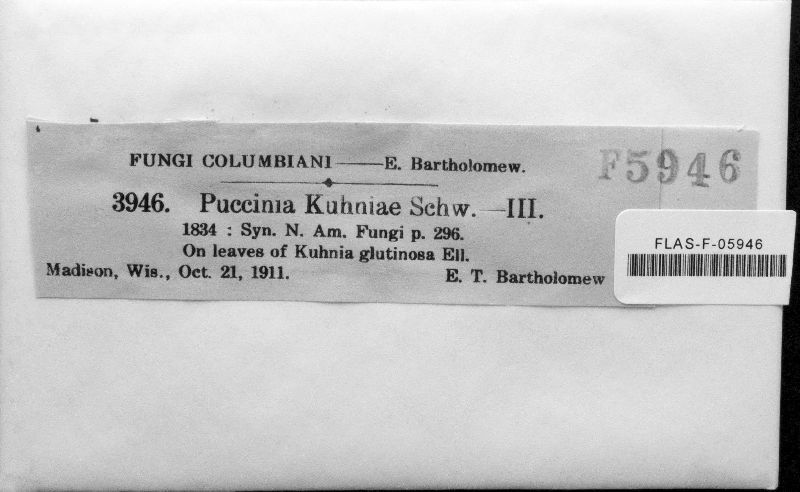 FUNGI COLUMBIANI——E. Bartholomew.
F5946
3946. Puccinia Kuhniae Schw.—III.
1834 : Syn. N. Am. Fungi p. 296.
On leaves of Kuhnia glutinosa Ell.
Madison, Wis., Oct. 21, 1911. E. T. Bartholomew
FLAS-F-05946